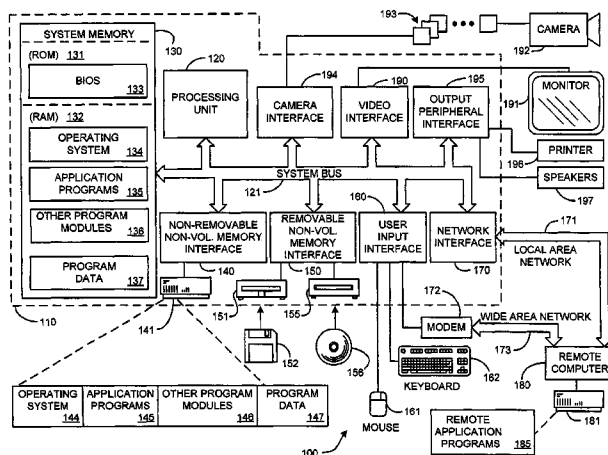 SYSTEM MEMORY
130
(ROM) 131
BIOS
133
(RAM) 132
OPERATING
SYSTEM
134
APPLICATION
PROGRAMS
135
OTHER PROGRAM
MODULES
136
PROGRAM
DATA
137
120
PROCESSING
UNIT
194
CAMERA
INTERFACE
190
VIDEO
INTERFACE
195
OUTPUT
PERIPHERAL
INTERFACE
193
CAMERA
192
MONITOR
191
PRINTER
196
SPEAKERS
197
SYSTEM BUS
121
NON-REMOVABLE
NON-VOL. MEMORY
INTERFACE
140
REMOVABLE
NON-VOL.
MEMORY
INTERFACE
150
160
USER
INPUT
INTERFACE
NETWORK
INTERFACE
170
171
LOCAL AREA
NETWORK
110
141
151
152
155
156
172
MODEM
WIDE AREA NETWORK
173
REMOTE
COMPUTER
180
181
KEYBOARD
162
MOUSE
161
OPERATING
SYSTEM 144
APPLICATION
PROGRAMS 145
OTHER PROGRAM
MODULES 146
PROGRAM
DATA 147
100
REMOTE
APPLICATION
PROGRAMS 185